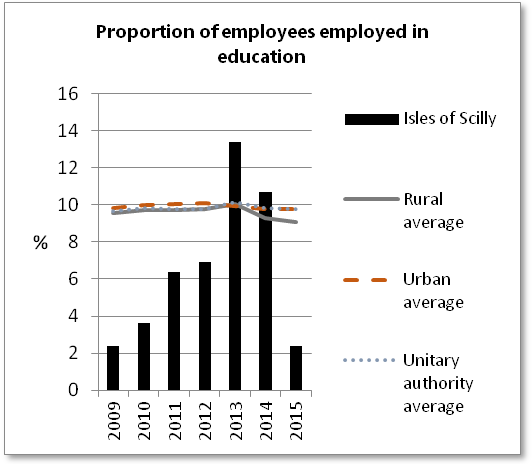 Proportion of employees employed in
education
16
14
12
10
8
6
4
2
0
%
2009
2010
2011
2012
2013
2014
2015
Isles of Scilly
Rural
average
Urban
average
Unitary
authority
average